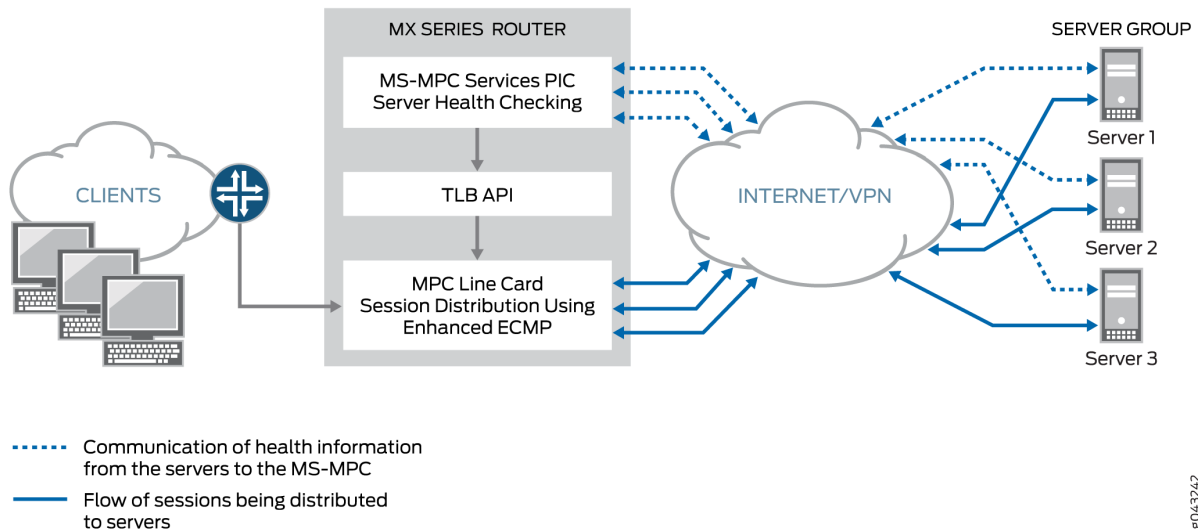 MX SERIES ROUTER
SERVER GROUP
MS-MPC Services PIC
Server Health Checking
Server 1
CLIENTS
TLB API
INTERNET/VPN
Server 2
MPC Line Card
Session Distribution Using
Enhanced ECMP
Server 3
Communication of health information
from the servers to the MS-MPC
Flow of sessions being distributed
to servers
g043242